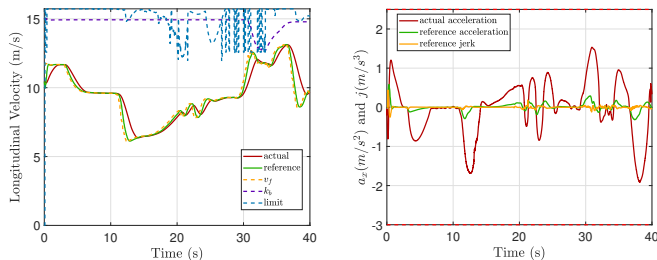 15
10
5
0
0 10 20 30 40
Longitudinal Velocity (m/s)
Time (s)
actual
reference
v_f
k_b
limit
3
2
1
0
-1
-2
-3
0 10 20 30 40
a_x(m/s^2) and j(m/s^3)
Time (s)
actual acceleration
reference acceleration
reference jerk